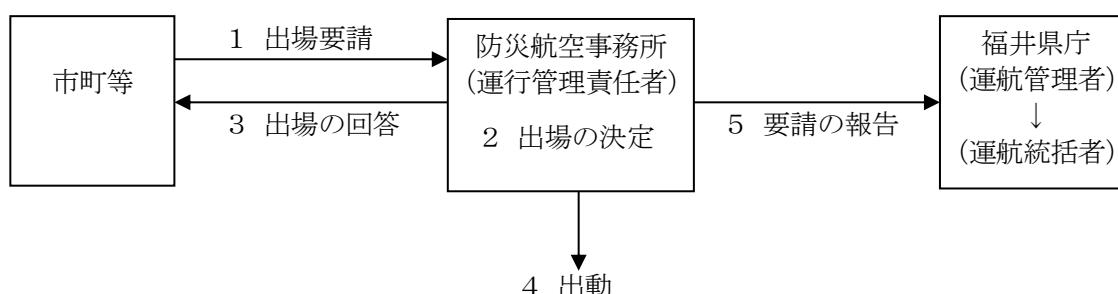 市町等
１ 出場要請
３ 出場の回答
防災航空事務所
（運行管理責任者）
２ 出場の決定
５ 要請の報告
福井県庁
（運航管理者）
↓
（運航統括者）
４ 出動